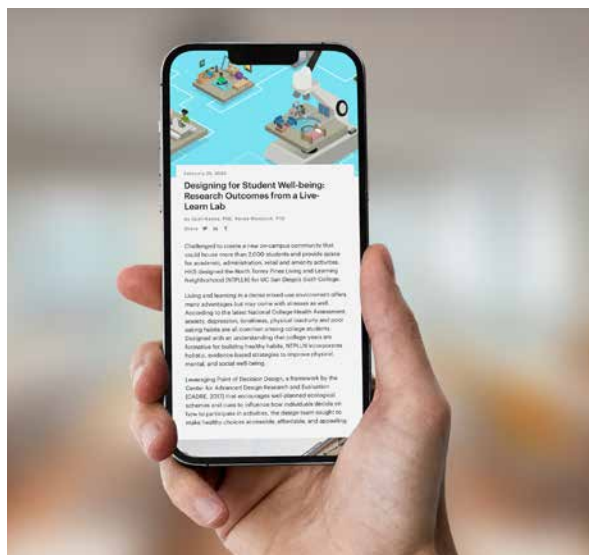 Designing for Student Well-being:
Research Outcomes from a Live-
Learn Lab
Share
Challenged to create a new on-campus community that
could house more than 2,000 students and provide space
for academic, administration, retail and amenity activities,
HKS designed the North Torrey Pines Living and Learning
Neighborhood (NTPLLN) for UC San Diego's Sixth College.
Living and learning in a dense mixed use environment offers
many advantages but may come with stresses as well.
According to the latest National College Health Assessment,
anxiety, depression, loneliness, physical inactivity and poor
eating habits are all common among college students.
Designed with an understanding that college years are
formative for building healthy habits, NTPLLN incorporates
holistic, evidence-based strategies to improve physical,
mental, and social well-being.
Leveraging Point of Decision Design, a framework by the
Center for Advanced Design Research and Evaluation
(CADRE, 2017) that encourages well-planned ecological
schemes and cues to influence how individuals decide on
how to participate in activities, the design team sought to
make healthy choices accessible, affordable, and appealing